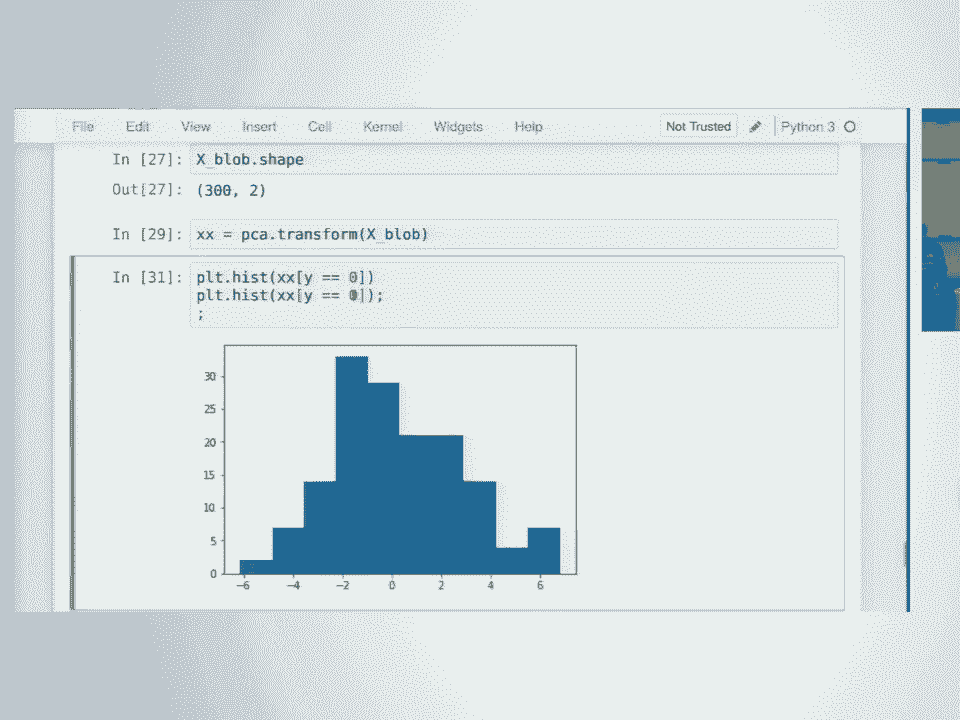 File Edit View Insert Cell Kernel Widgets Help Not Trusted Python 3
In [27]: X_blob.shape
Out[27]: (300, 2)
In [29]: xx = pca.transform(X_blob)
In [31]: plt.hist(xx[y == 0])
plt.hist(xx[y == 0]);
;
30
25
20
15
10
5
0
−6 −4 −2 0 2 4 6